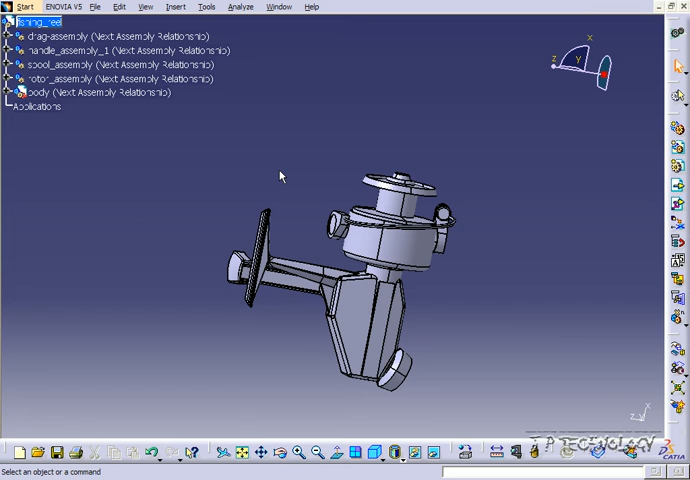 Start ENOVIA V5 File Edit View Insert Tools Analyze Window Help
fishing_reel
drag-assembly (Next Assembly Relationship)
handle_assembly_1 (Next Assembly Relationship)
spool_assembly (Next Assembly Relationship)
rotor_assembly (Next Assembly Relationship)
body (Next Assembly Relationship)
Applications
x
z
y
x
z y
T.P TECHNOLOGY
CATIA
Select an object or a command